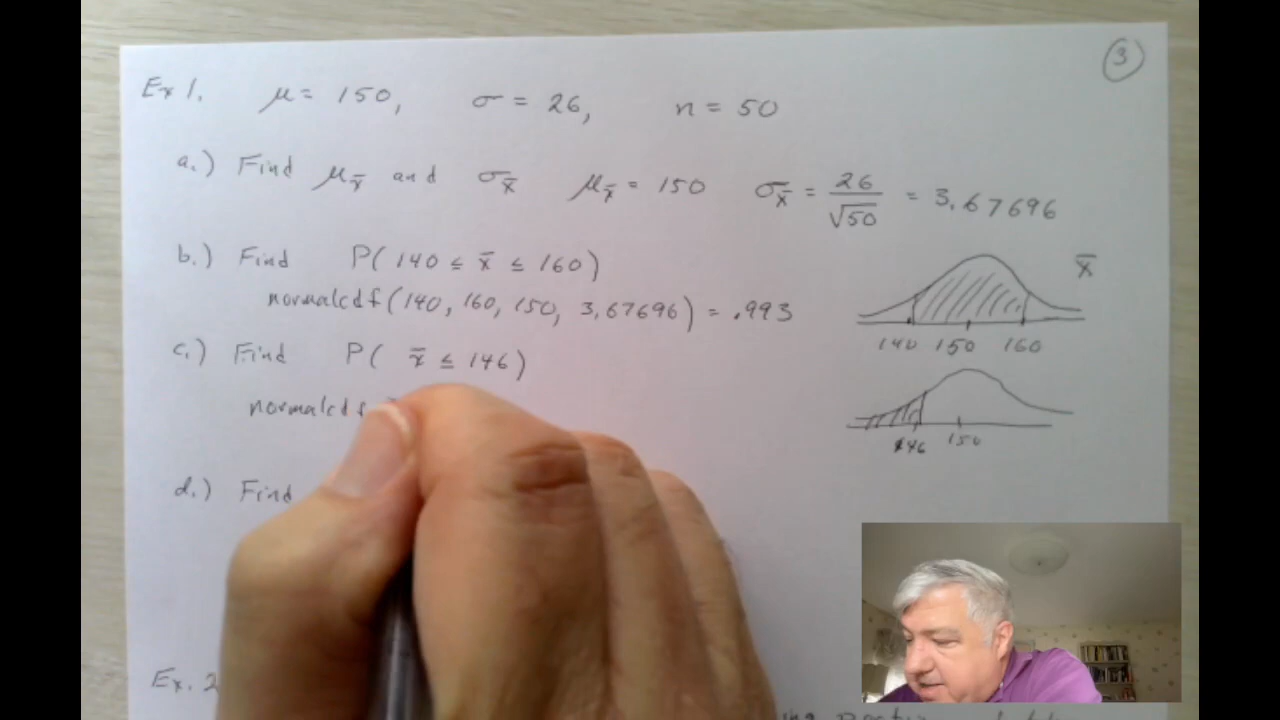 3
Ex 1. μ = 150, σ = 26, n = 50
a.) Find μx̄ and σx̄ μx̄ = 150 σx̄ = 26/√50 = 3.67696
b.) Find P( 140 ≤ x̄ ≤ 160)
normalcdf(140, 160, 150, 3.67696) = .993
x̄
140 150 160
c.) Find P( x̄ ≤ 146)
normalcdf
146 150
d.) Find
Ex. 2